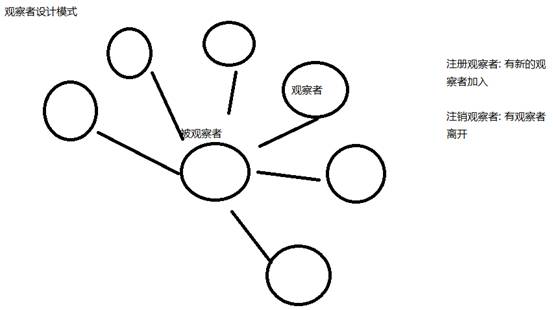 观察者设计模式
观察者
被观察者
注册观察者: 有新的观
察者加入
注销观察者: 有观察者
离开